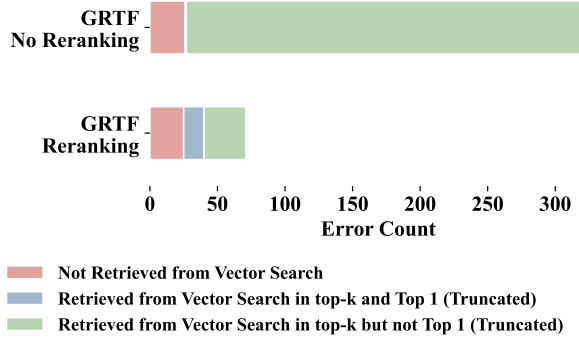 GRTF
No Reranking
GRTF
Reranking
0 50 100 150 200 250 300
Error Count
Not Retrieved from Vector Search
Retrieved from Vector Search in top-k and Top 1 (Truncated)
Retrieved from Vector Search in top-k but not Top 1 (Truncated)